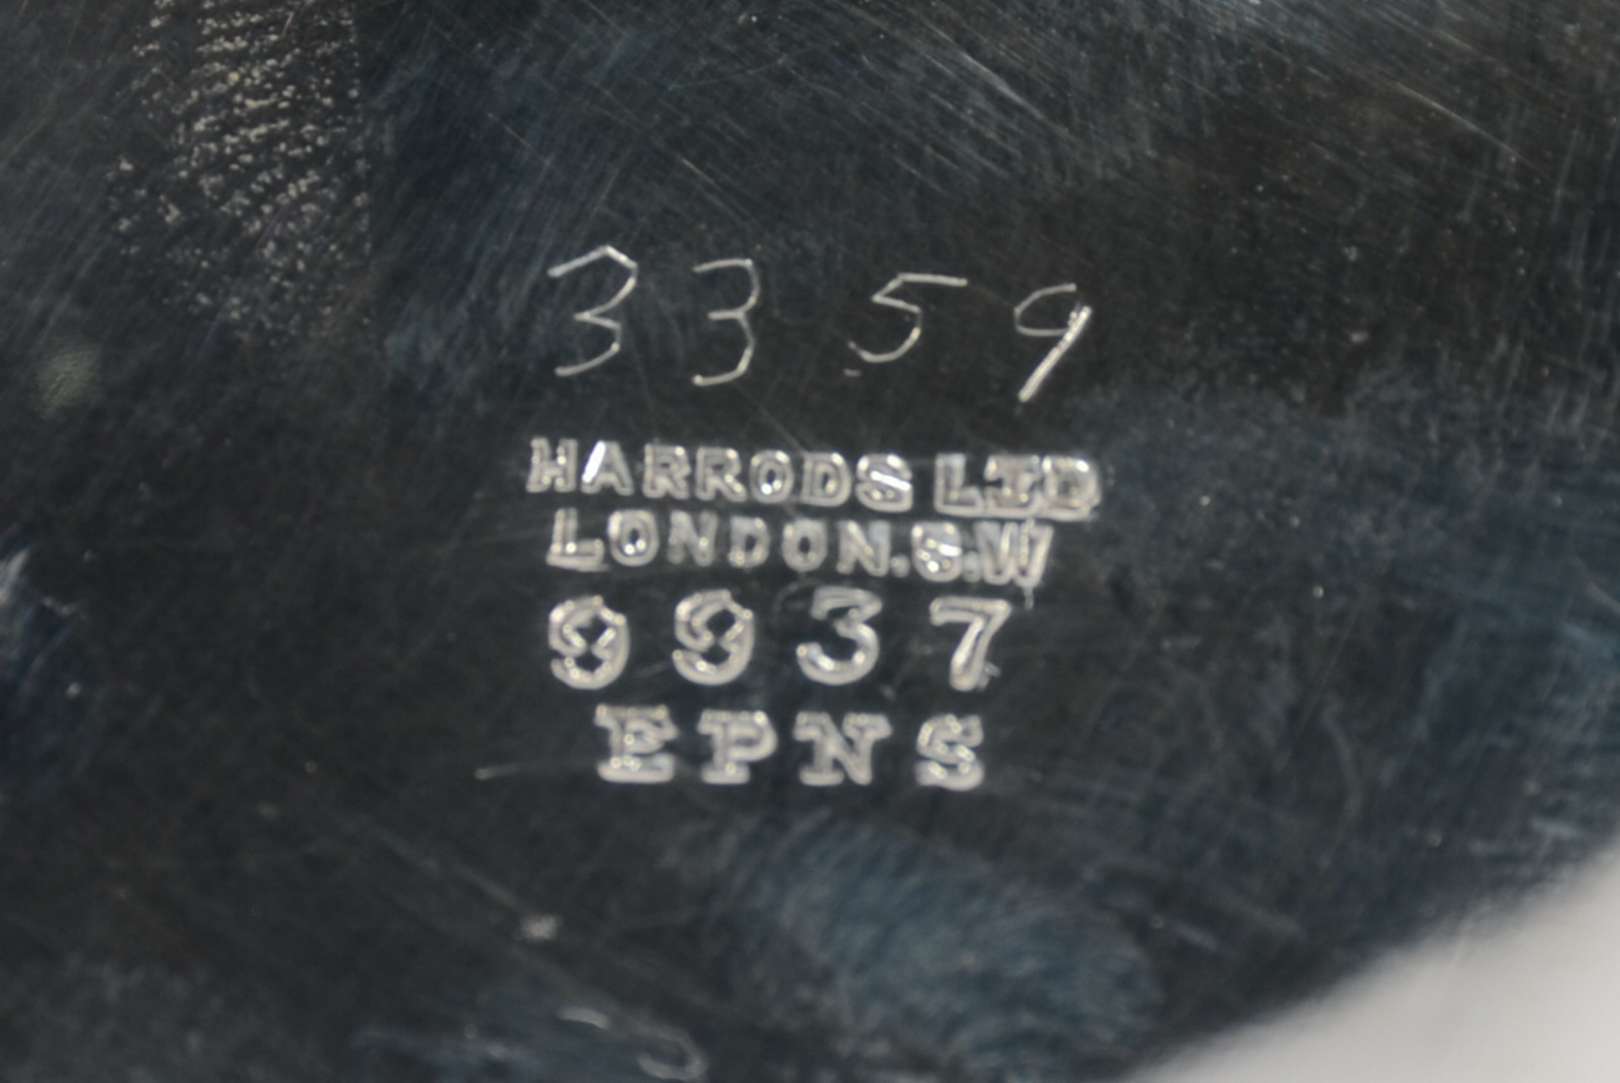 3359
HARRODS LTD
LONDON.S.W
9937
EPNS